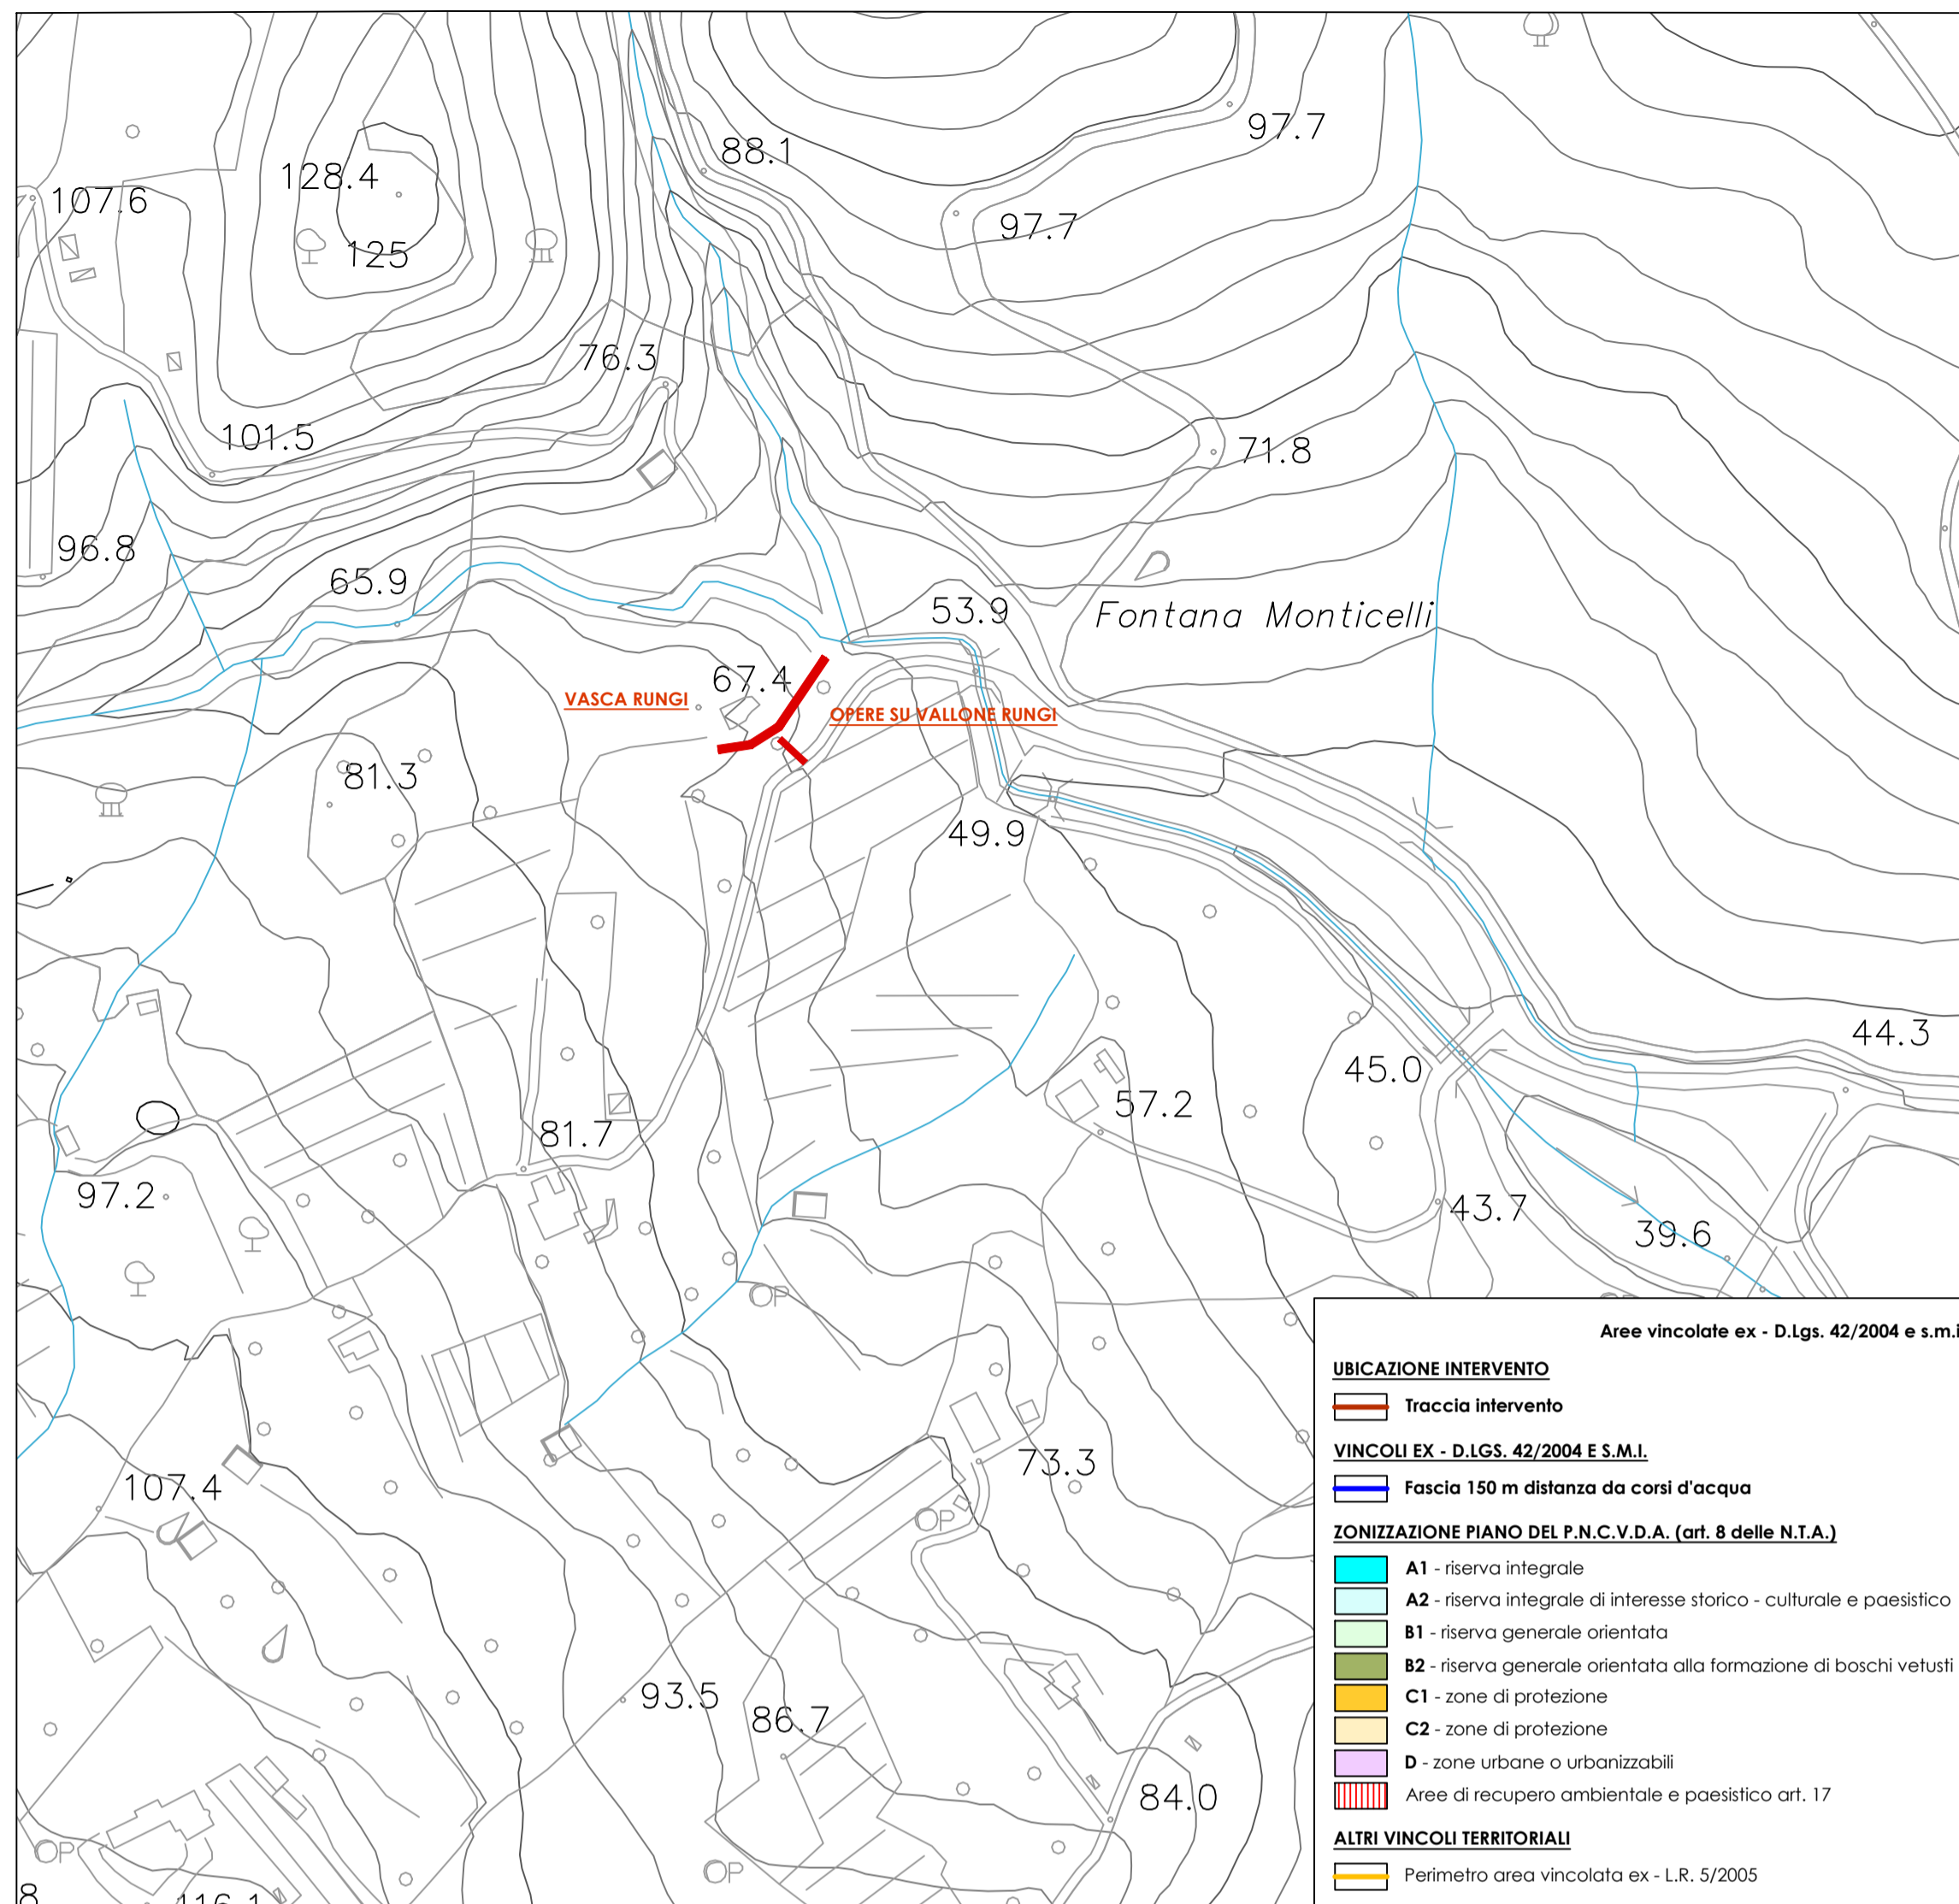 88.1
97.7
128.4
107.6
97.7
125
76.3
101.5
71.8
96.8
65.9
53.9
Fontana Monticelli
67.4
VASCA RUNGI
OPERE SU VALLONE RUNGI
81.3
49.9
44.3
45.0
57.2
81.7
97.2
43.7
39.6
P
73.3
107.4
P
93.5
86.7
84.0
P
P
8
116.1
Aree vincolate ex - D.Lgs. 42/2004 e s.m.i
UBICAZIONE INTERVENTO
Traccia intervento
VINCOLI EX - D.LGS. 42/2004 E S.M.I.
Fascia 150 m distanza da corsi d'acqua
ZONIZZAZIONE PIANO DEL P.N.C.V.D.A. (art. 8 delle N.T.A.)
A1 - riserva integrale
A2 - riserva integrale di interesse storico - culturale e paesistico
B1 - riserva generale orientata
B2 - riserva generale orientata alla formazione di boschi vetusti
C1 - zone di protezione
C2 - zone di protezione
D - zone urbane o urbanizzabili
Aree di recupero ambientale e paesistico art. 17
ALTRI VINCOLI TERRITORIALI
Perimetro area vincolata ex - L.R. 5/2005